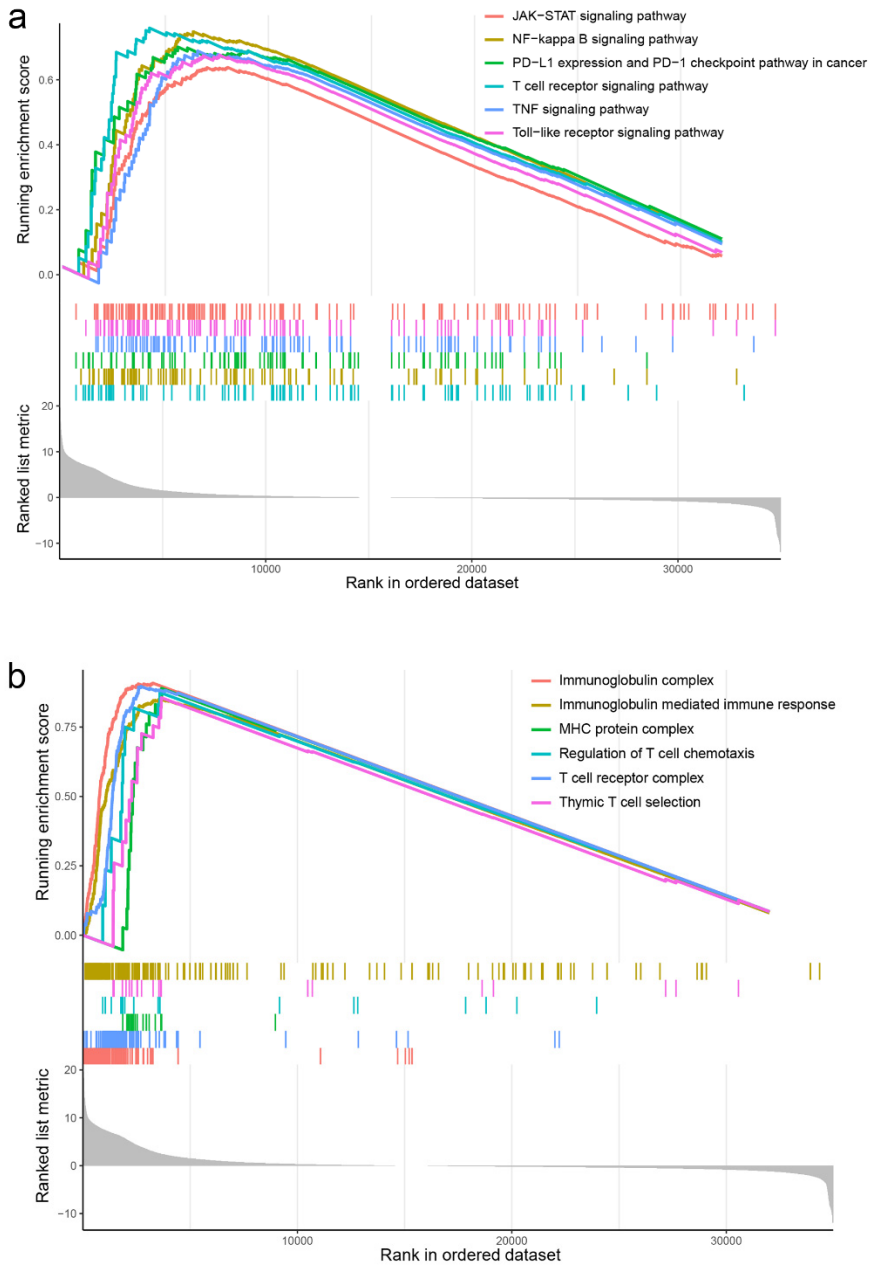 a
JAK−STAT signaling pathway
NF−kappa B signaling pathway
PD−L1 expression and PD−1 checkpoint pathway in cancer
T cell receptor signaling pathway
TNF signaling pathway
Toll−like receptor signaling pathway
Running enrichment score
0.6
0.4
0.2
0.0
Ranked list metric
20
10
0
−10
10000
20000
30000
Rank in ordered dataset
b
Immunoglobulin complex
Immunoglobulin mediated immune response
MHC protein complex
Regulation of T cell chemotaxis
T cell receptor complex
Thymic T cell selection
Running enrichment score
0.75
0.50
0.25
0.00
Ranked list metric
20
10
0
−10
10000
20000
30000
Rank in ordered dataset